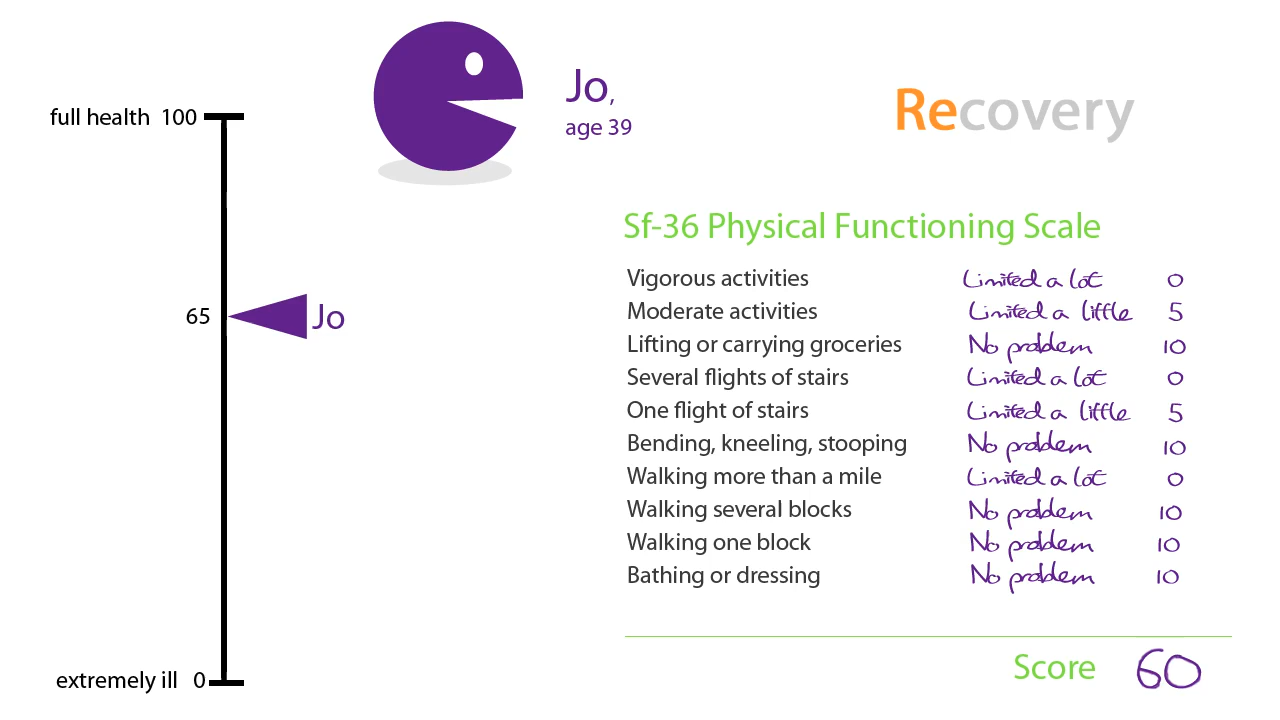 Jo,
age 39
Recovery
full health 100
65
Jo
extremely ill 0
Sf-36 Physical Functioning Scale
Vigorous activities Limited a lot 0
Moderate activities Limited a little 5
Lifting or carrying groceries No problem 10
Several flights of stairs Limited a lot 0
One flight of stairs Limited a little 5
Bending, kneeling, stooping No problem 10
Walking more than a mile Limited a lot 0
Walking several blocks No problem 10
Walking one block No problem 10
Bathing or dressing No problem 10
Score 60